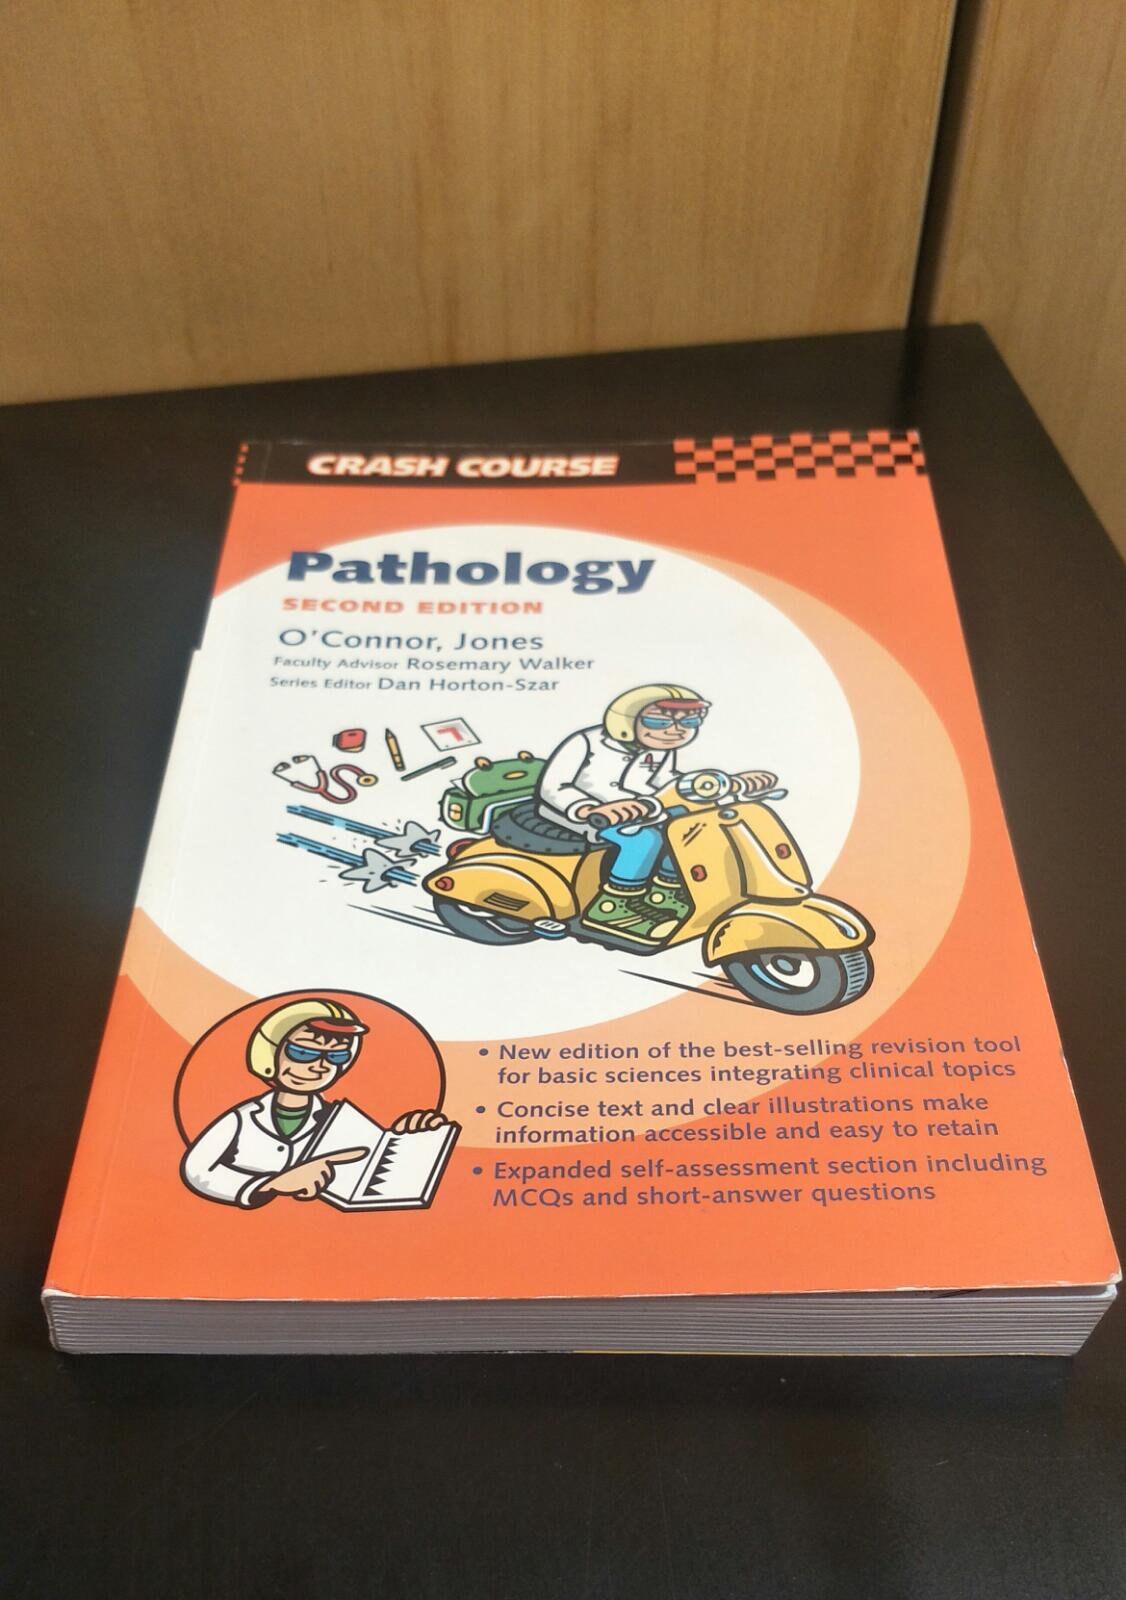 CRASH COURSE
Pathology
SECOND EDITION
O'Connor, Jones
Faculty Advisor Rosemary Walker
Series Editor Dan Horton-Szar
L
• New edition of the best-selling revision tool
for basic sciences integrating clinical topics
• Concise text and clear illustrations make
information accessible and easy to retain
• Expanded self-assessment section including
MCQs and short-answer questions